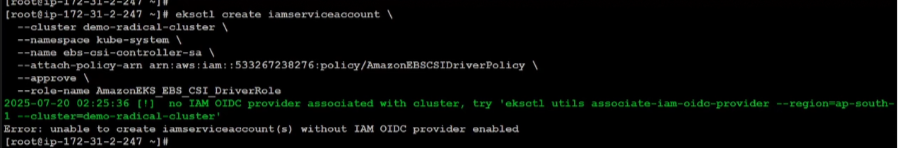 [root@ip-172-31-2-247 ~]#
[root@ip-172-31-2-247 ~]# eksctl create iamserviceaccount \
  --cluster demo-radical-cluster \
  --namespace kube-system \
  --name ebs-csi-controller-sa \
  --attach-policy-arn arn:aws:iam::533267238276:policy/AmazonEBSCSIDriverPolicy \
  --approve \
  --role-name AmazonEKS_EBS_CSI_DriverRole
2025-07-20 02:25:36 [!]  no IAM OIDC provider associated with cluster, try 'eksctl utils associate-iam-oidc-provider --region=ap-south-
1 --cluster=demo-radical-cluster'
Error: unable to create iamserviceaccount(s) without IAM OIDC provider enabled
[root@ip-172-31-2-247 ~]#